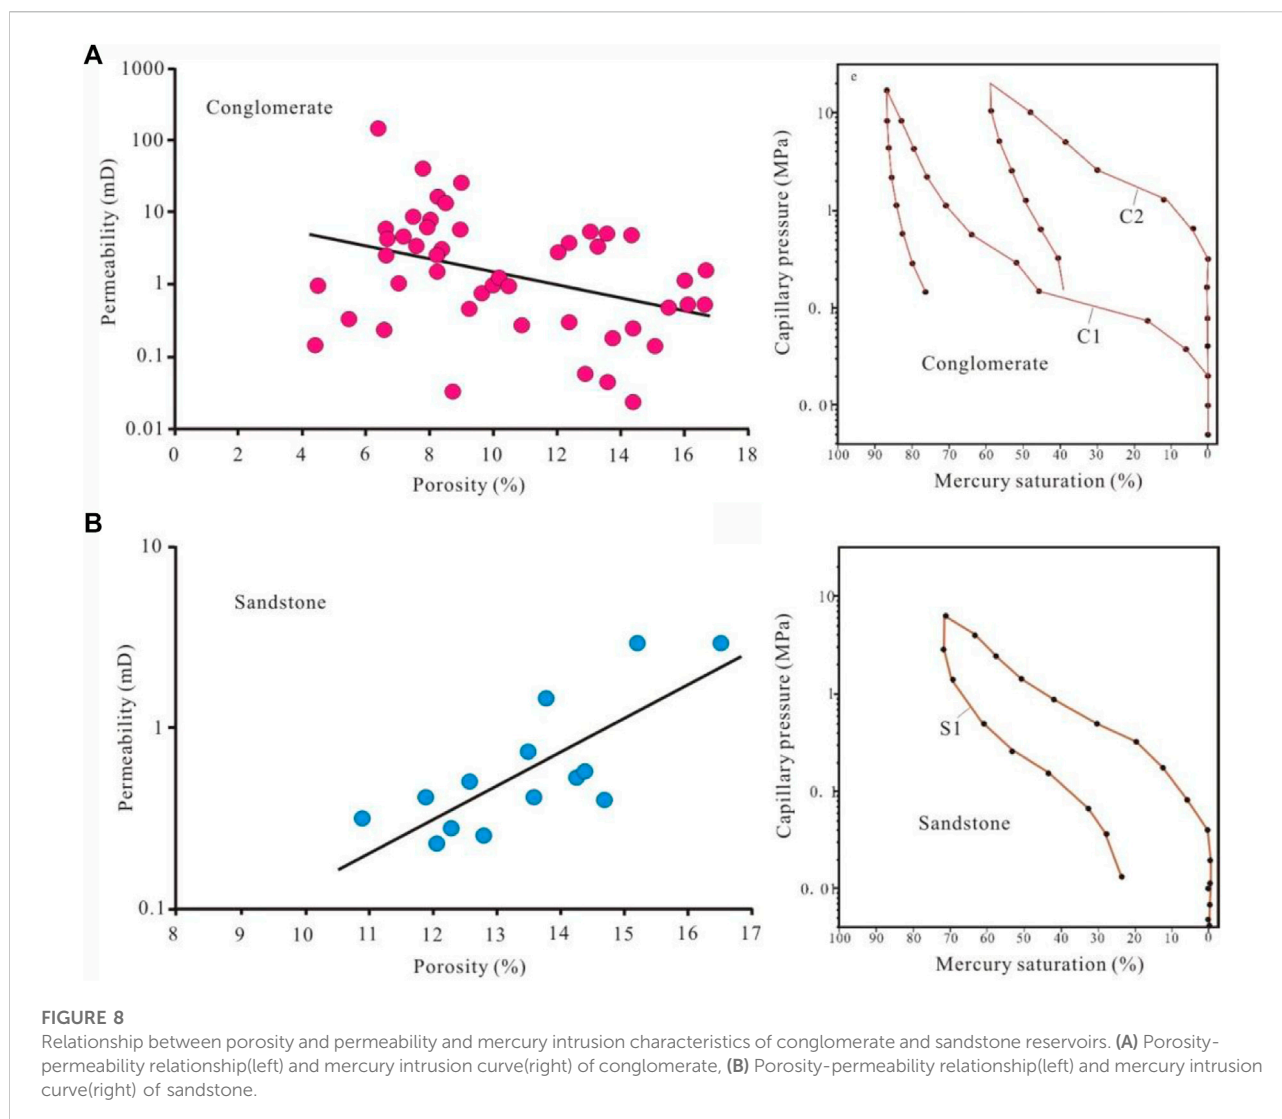 A
1000
100
10
1
0.1
0.01
Permeability (mD)
Conglomerate
0 2 4 6 8 10 12 14 16 18
Porosity (%)
e
10
1
0. 1
0. 01
Capillary pressure (MPa)
C2
C1
Conglomerate
100 90 80 70 60 50 40 30 20 10 0
Mercury saturation (%)
B
10
1
0.1
Permeability (mD)
Sandstone
8 9 10 11 12 13 14 15 16 17
Porosity (%)
10
1
0. 1
0. 01
Capillary pressure (MPa)
S1
Sandstone
100 90 80 70 60 50 40 30 20 10 0
Mercury saturation (%)
FIGURE 8
Relationship between porosity and permeability and mercury intrusion characteristics of conglomerate and sandstone reservoirs. (A) Porosity-
permeability relationship(left) and mercury intrusion curve(right) of conglomerate, (B) Porosity-permeability relationship(left) and mercury intrusion
curve(right) of sandstone.